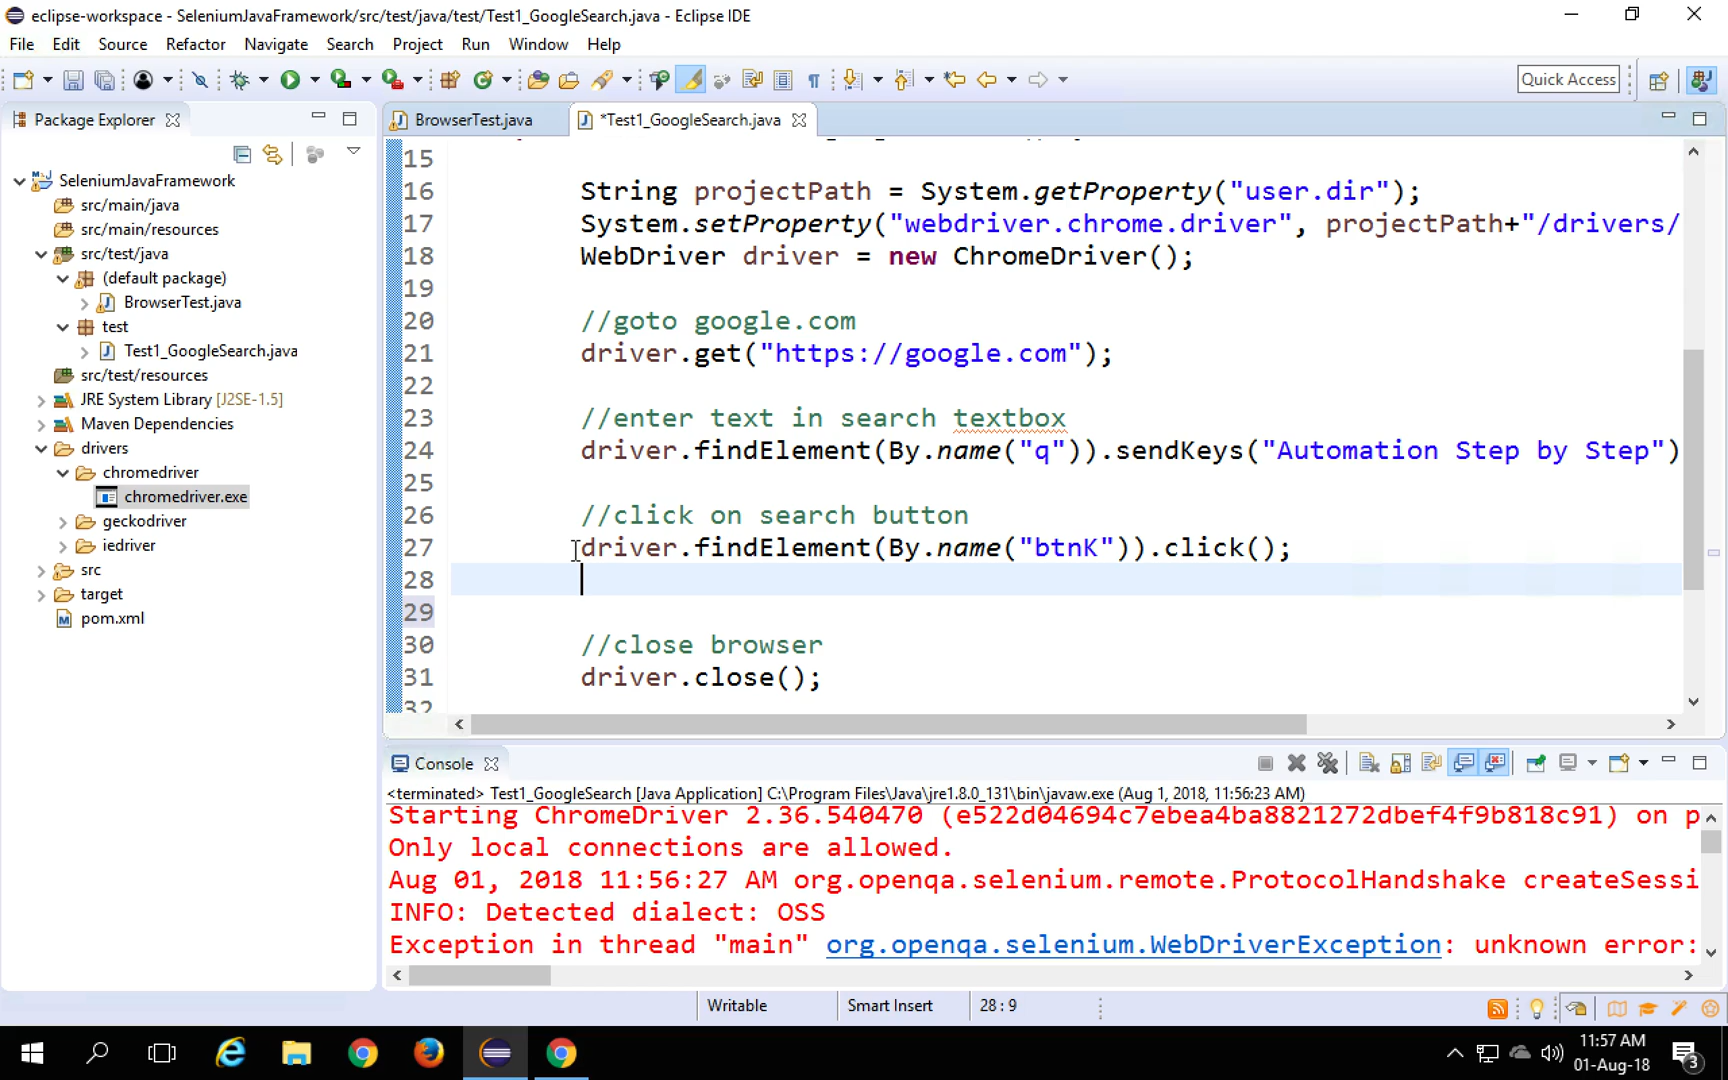 eclipse-workspace - SeleniumJavaFramework/src/test/java/test/Test1_GoogleSearch.java - Eclipse IDE
File Edit Source Refactor Navigate Search Project Run Window Help
Quick Access
Package Explorer
SeleniumJavaFramework
src/main/java
src/main/resources
src/test/java
(default package)
BrowserTest.java
test
Test1_GoogleSearch.java
src/test/resources
JRE System Library [J2SE-1.5]
Maven Dependencies
drivers
chromedriver
chromedriver.exe
geckodriver
iedriver
src
target
pom.xml
BrowserTest.java *Test1_GoogleSearch.java
15
16 String projectPath = System.getProperty("user.dir");
17 System.setProperty("webdriver.chrome.driver", projectPath+"/drivers/
18 WebDriver driver = new ChromeDriver();
19
20 //goto google.com
21 driver.get("https://google.com");
22
23 //enter text in search textbox
24 driver.findElement(By.name("q")).sendKeys("Automation Step by Step")
25
26 //click on search button
27 driver.findElement(By.name("btnK")).click();
28
29
30 //close browser
31 driver.close();
32
Console
<terminated> Test1_GoogleSearch [Java Application] C:\Program Files\Java\jre1.8.0_131\bin\javaw.exe (Aug 1, 2018, 11:56:23 AM)
Starting ChromeDriver 2.36.540470 (e522d04694c7ebea4ba8821272dbef4f9b818c91) on p
Only local connections are allowed.
Aug 01, 2018 11:56:27 AM org.openqa.selenium.remote.ProtocolHandshake createSessi
INFO: Detected dialect: OSS
Exception in thread "main" org.openqa.selenium.WebDriverException: unknown error:
Writable Smart Insert 28 : 9
11:57 AM
01-Aug-18
3